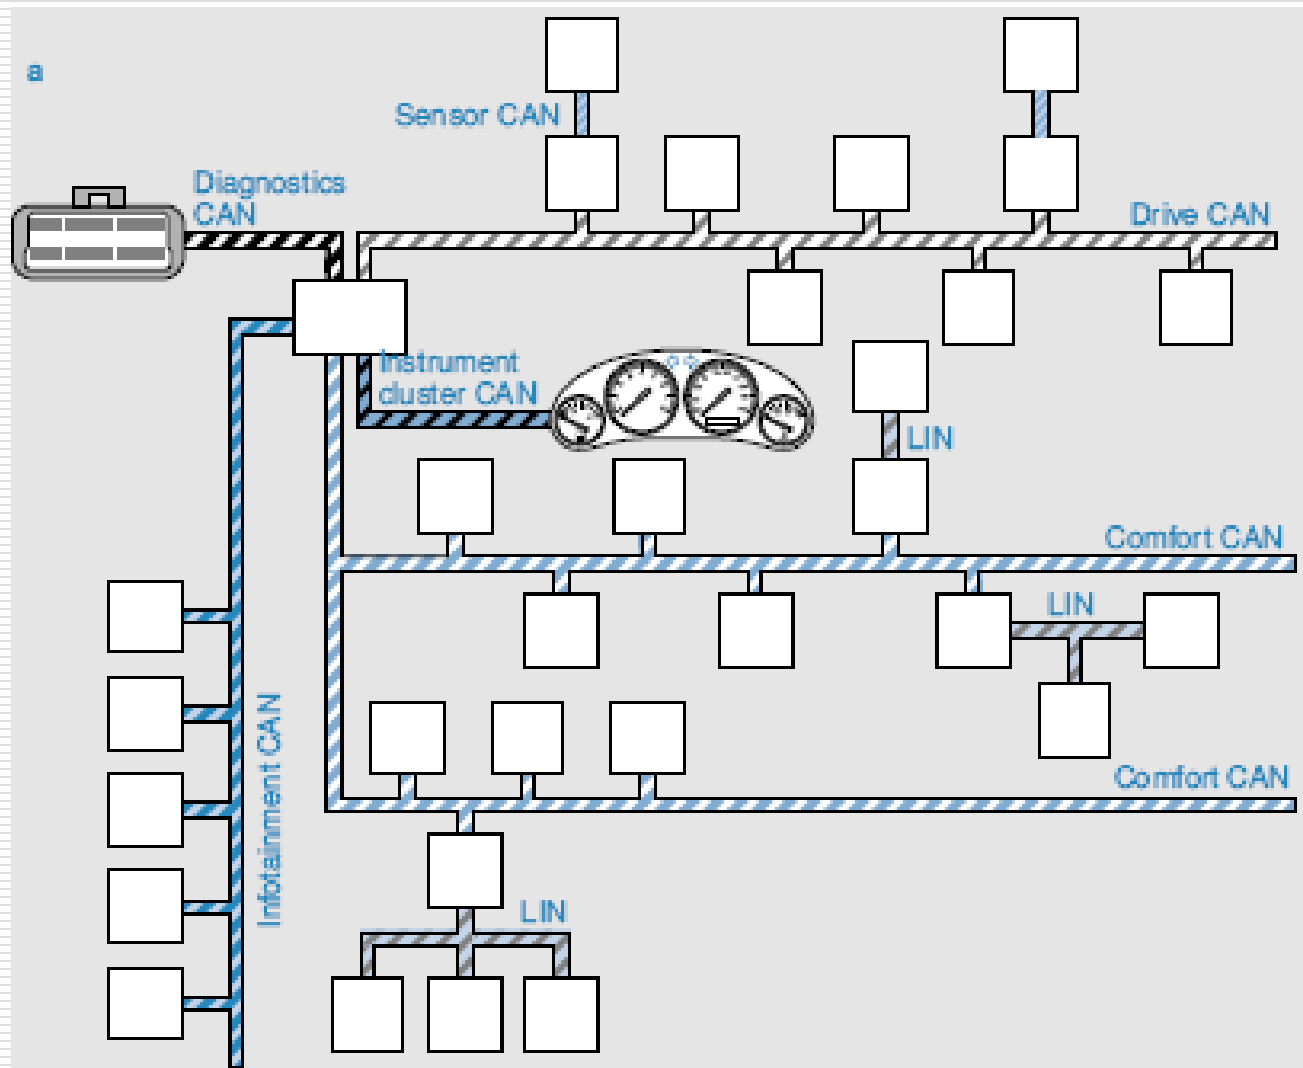 a
Sensor CAN
Diagnostics
CAN
Drive CAN
Instrument
cluster CAN
LIN
Comfort CAN
LIN
Infotainment CAN
Comfort CAN
LIN